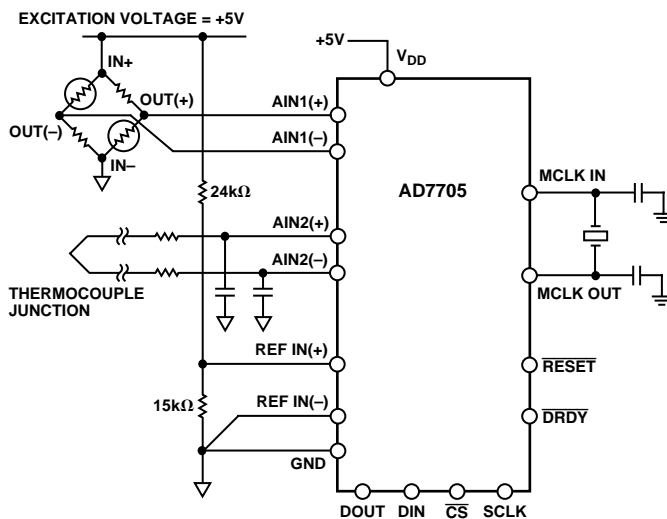 EXCITATION VOLTAGE = +5V
+5V
VDD
IN+
OUT(+)
AIN1(+)
OUT(–)
AIN1(–)
IN–
MCLK IN
AD7705
24kΩ
AIN2(+)
AIN2(–)
THERMOCOUPLE
JUNCTION
MCLK OUT
REF IN(+)
RESET
15kΩ
REF IN(–)
DRDY
GND
DOUT DIN CS SCLK